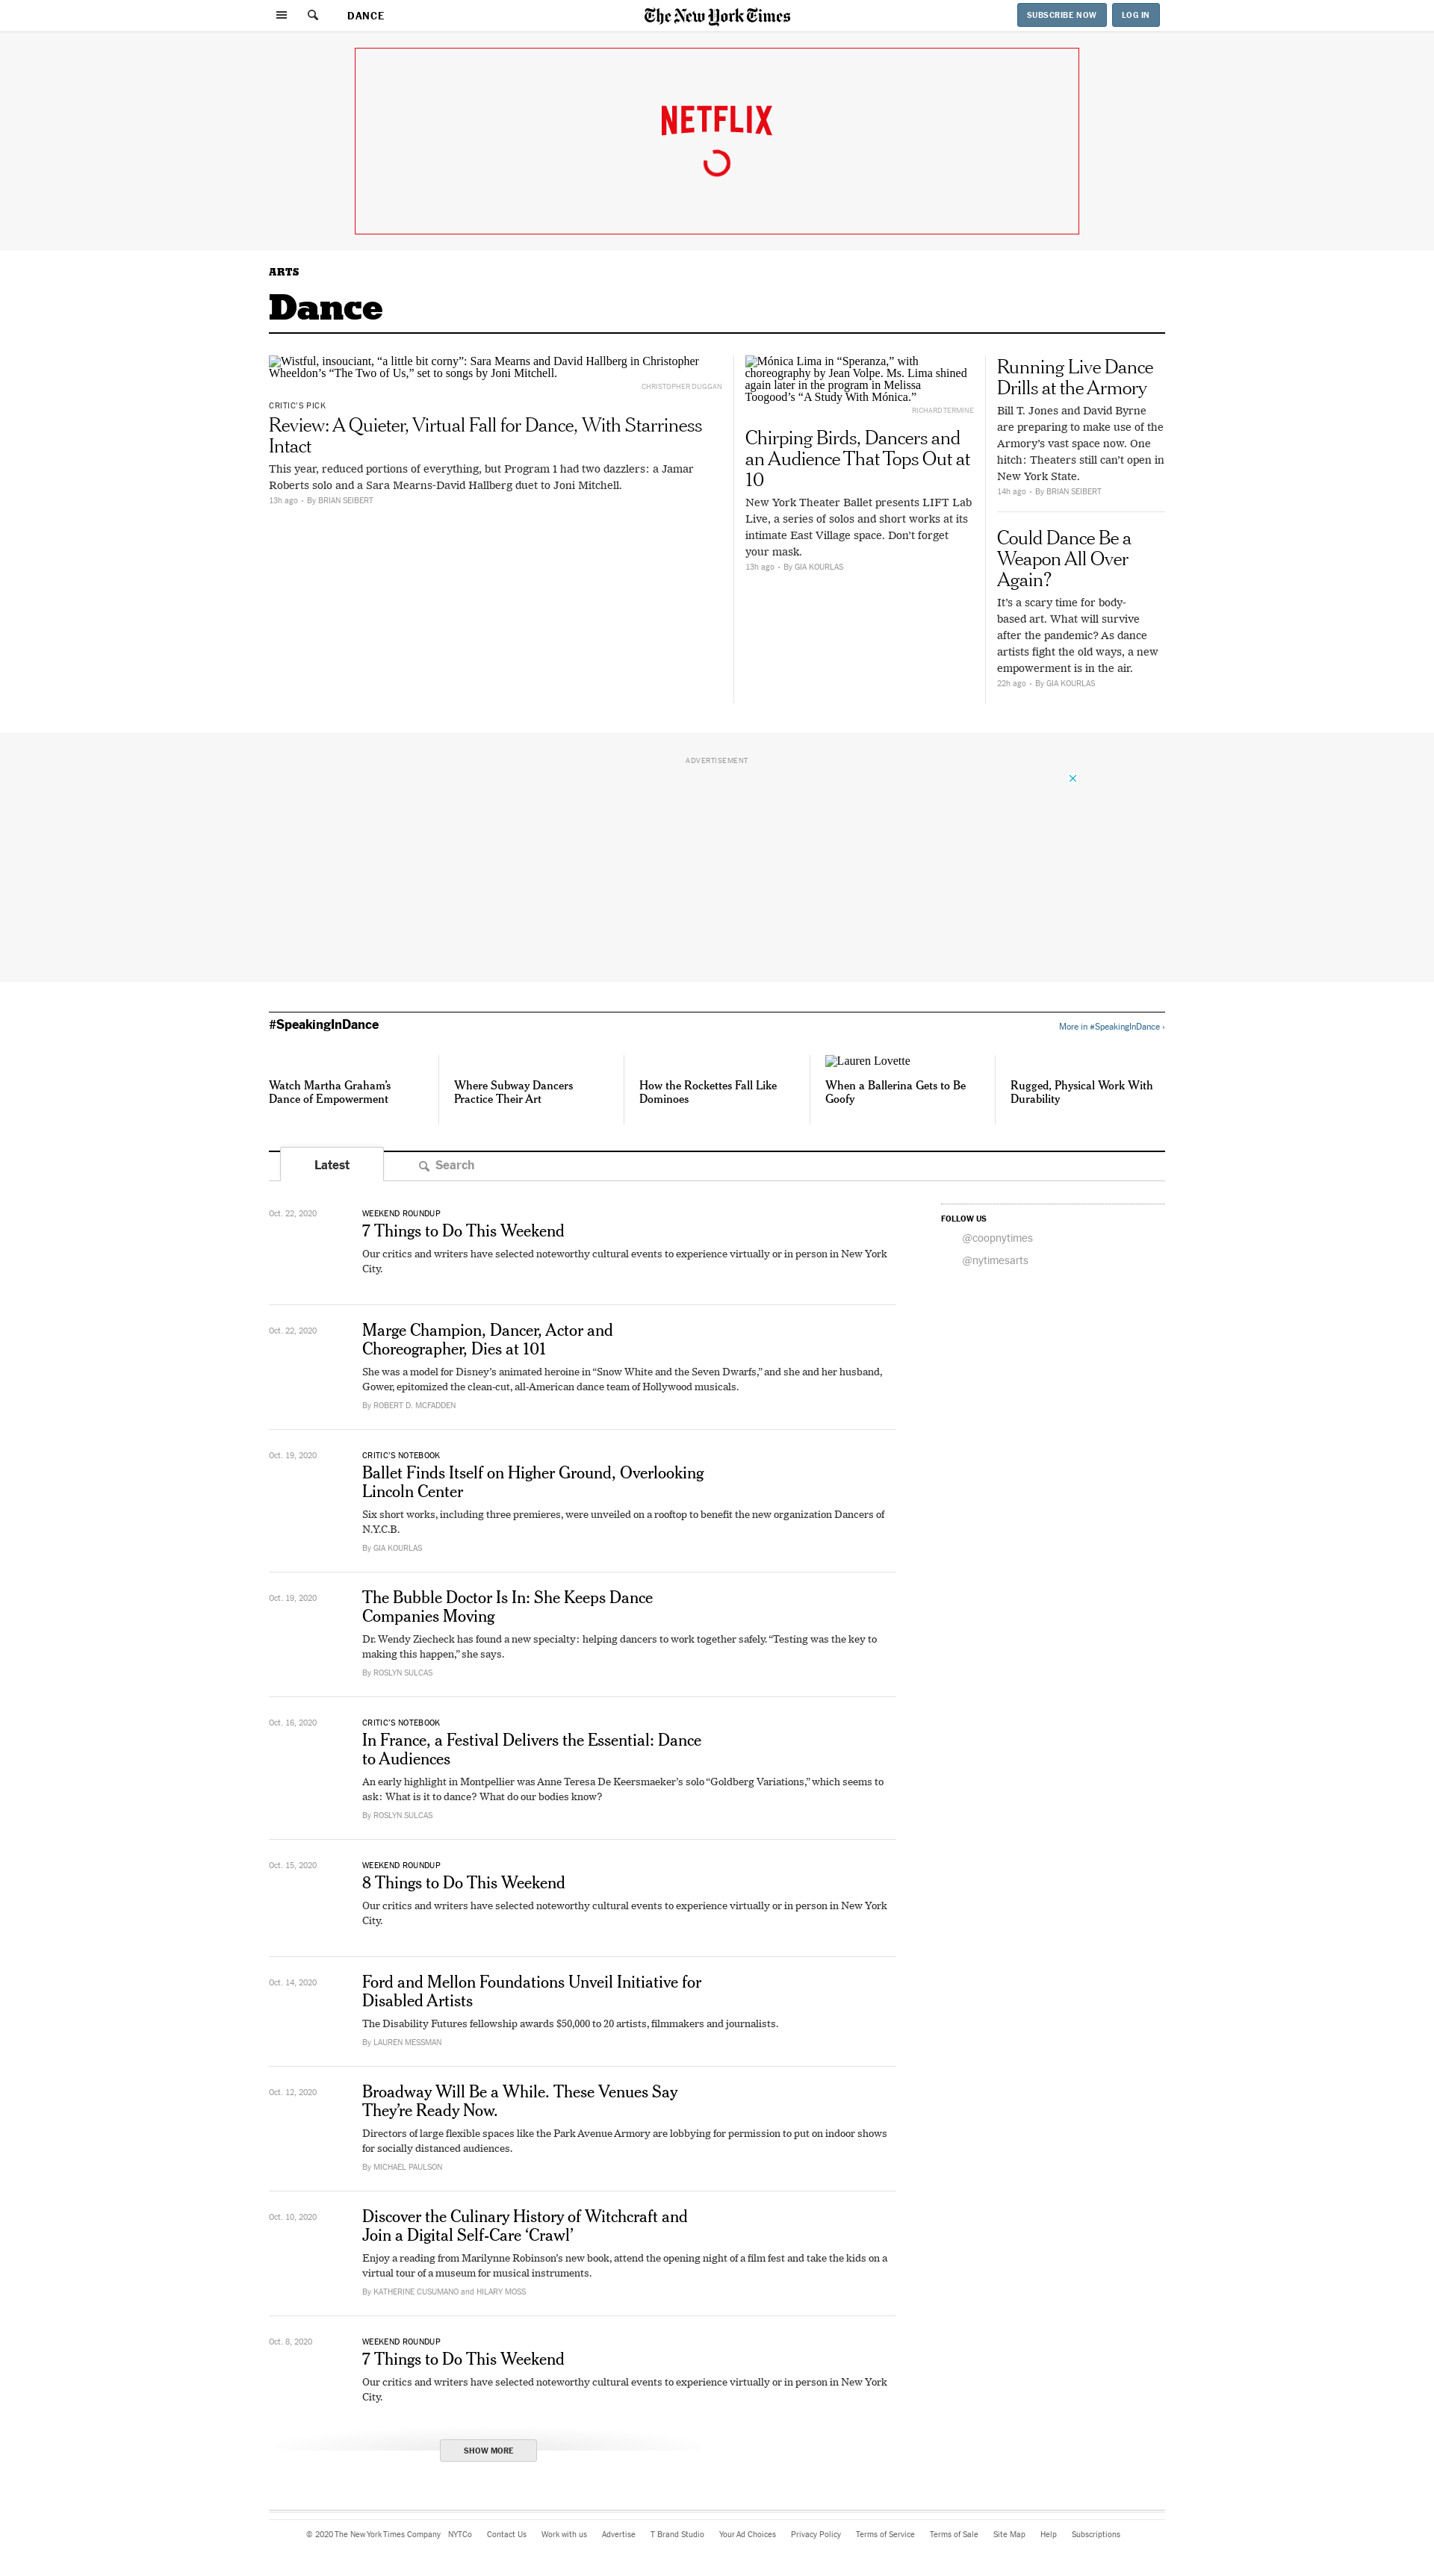 DANCE
The New York Times
SUBSCRIBE NOW
LOG IN
NETFLIX
ARTS
Dance
Wistful, insouciant, “a little bit corny”: Sara Mearns and David Hallberg in Christopher
Wheeldon’s “The Two of Us,” set to songs by Joni Mitchell.
CHRISTOPHER DUGGAN
CRITIC’S PICK
Review: A Quieter, Virtual Fall for Dance, With Starriness
Intact
This year, reduced portions of everything, but Program 1 had two dazzlers: a Jamar
Roberts solo and a Sara Mearns-David Hallberg duet to Joni Mitchell.
13h ago • By BRIAN SEIBERT
Mónica Lima in “Speranza,” with
choreography by Jean Volpe. Ms. Lima shined
again later in the program in Melissa
Toogood’s “A Study With Mónica.”
RICHARD TERMINE
Chirping Birds, Dancers and
an Audience That Tops Out at
10
New York Theater Ballet presents LIFT Lab
Live, a series of solos and short works at its
intimate East Village space. Don’t forget
your mask.
13h ago • By GIA KOURLAS
Running Live Dance
Drills at the Armory
Bill T. Jones and David Byrne
are preparing to make use of the
Armory’s vast space now. One
hitch: Theaters still can’t open in
New York State.
14h ago • By BRIAN SEIBERT
Could Dance Be a
Weapon All Over
Again?
It’s a scary time for body-
based art. What will survive
after the pandemic? As dance
artists fight the old ways, a new
empowerment is in the air.
22h ago • By GIA KOURLAS
ADVERTISEMENT
#SpeakingInDance
More in #SpeakingInDance ›
Watch Martha Graham’s
Dance of Empowerment
Where Subway Dancers
Practice Their Art
How the Rockettes Fall Like
Dominoes
Lauren Lovette
When a Ballerina Gets to Be
Goofy
Rugged, Physical Work With
Durability
Latest
Search
Oct. 22, 2020
WEEKEND ROUNDUP
7 Things to Do This Weekend
Our critics and writers have selected noteworthy cultural events to experience virtually or in person in New York
City.
FOLLOW US
@coopnytimes
@nytimesarts
Oct. 22, 2020
Marge Champion, Dancer, Actor and
Choreographer, Dies at 101
She was a model for Disney’s animated heroine in “Snow White and the Seven Dwarfs,” and she and her husband,
Gower, epitomized the clean-cut, all-American dance team of Hollywood musicals.
By ROBERT D. MCFADDEN
Oct. 19, 2020
CRITIC’S NOTEBOOK
Ballet Finds Itself on Higher Ground, Overlooking
Lincoln Center
Six short works, including three premieres, were unveiled on a rooftop to benefit the new organization Dancers of
N.Y.C.B.
By GIA KOURLAS
Oct. 19, 2020
The Bubble Doctor Is In: She Keeps Dance
Companies Moving
Dr. Wendy Ziecheck has found a new specialty: helping dancers to work together safely. “Testing was the key to
making this happen,” she says.
By ROSLYN SULCAS
Oct. 16, 2020
CRITIC’S NOTEBOOK
In France, a Festival Delivers the Essential: Dance
to Audiences
An early highlight in Montpellier was Anne Teresa De Keersmaeker’s solo “Goldberg Variations,” which seems to
ask: What is it to dance? What do our bodies know?
By ROSLYN SULCAS
Oct. 15, 2020
WEEKEND ROUNDUP
8 Things to Do This Weekend
Our critics and writers have selected noteworthy cultural events to experience virtually or in person in New York
City.
Oct. 14, 2020
Ford and Mellon Foundations Unveil Initiative for
Disabled Artists
The Disability Futures fellowship awards $50,000 to 20 artists, filmmakers and journalists.
By LAUREN MESSMAN
Oct. 12, 2020
Broadway Will Be a While. These Venues Say
They’re Ready Now.
Directors of large flexible spaces like the Park Avenue Armory are lobbying for permission to put on indoor shows
for socially distanced audiences.
By MICHAEL PAULSON
Oct. 10, 2020
Discover the Culinary History of Witchcraft and
Join a Digital Self-Care ‘Crawl’
Enjoy a reading from Marilynne Robinson’s new book, attend the opening night of a film fest and take the kids on a
virtual tour of a museum for musical instruments.
By KATHERINE CUSUMANO and HILARY MOSS
Oct. 8, 2020
WEEKEND ROUNDUP
7 Things to Do This Weekend
Our critics and writers have selected noteworthy cultural events to experience virtually or in person in New York
City.
SHOW MORE
© 2020 The New York Times Company NYTCo Contact Us Work with us Advertise T Brand Studio Your Ad Choices Privacy Policy Terms of Service Terms of Sale Site Map Help Subscriptions